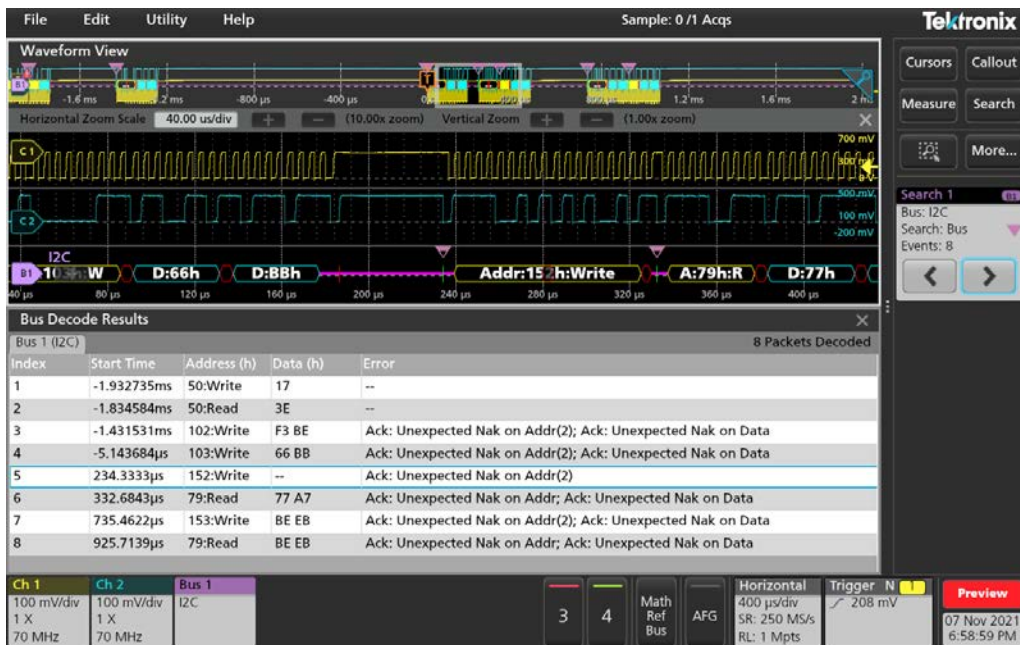 File Edit Utility Help Sample: 0 /1 Acqs Tektronix
Waveform View
Cursors Callout
B1
T
-1.6 ms -800 µs -400 µs 1.2 ms 1.6 ms
Horizontal Zoom Scale 40.00 us/div (10.00x zoom) Vertical Zoom (1.00x zoom)
Measure Search
C 1 700 mV
More...
C 2 500 mV
100 mV
-200 mV
Search 1 B1
Bus: I2C
Search: Bus
Events: 8
I2C
B1 D:66h D:BBh Addr:152h:Write A:79h:R D:77h
40 µs 80 µs 120 µs 160 µs 200 µs 240 µs 280 µs 320 µs 360 µs 400 µs
Bus Decode Results
Bus 1 (I2C) 8 Packets Decoded
Index Start Time Address (h) Data (h) Error
1 -1.932735ms 50:Write 17 --
2 -1.834584ms 50:Read 3E --
3 -1.431531ms 102:Write F3 BE Ack: Unexpected Nak on Addr(2); Ack: Unexpected Nak on Data
4 -5.143684µs 103:Write 66 BB Ack: Unexpected Nak on Addr(2); Ack: Unexpected Nak on Data
5 234.3333µs 152:Write -- Ack: Unexpected Nak on Addr(2)
6 332.6843µs 79:Read 77 A7 Ack: Unexpected Nak on Addr; Ack: Unexpected Nak on Data
7 735.4622µs 153:Write BE EB Ack: Unexpected Nak on Addr(2); Ack: Unexpected Nak on Data
8 925.7139µs 79:Read BE EB Ack: Unexpected Nak on Addr; Ack: Unexpected Nak on Data
Ch 1
100 mV/div
1 X
70 MHz
Ch 2
100 mV/div
1 X
70 MHz
Bus 1
I2C
3
4
Math
Ref
Bus
AFG
Horizontal
400 µs/div
SR: 250 MS/s
RL: 1 Mpts
Trigger N 1
208 mV
Preview
07 Nov 2021
6:58:59 PM